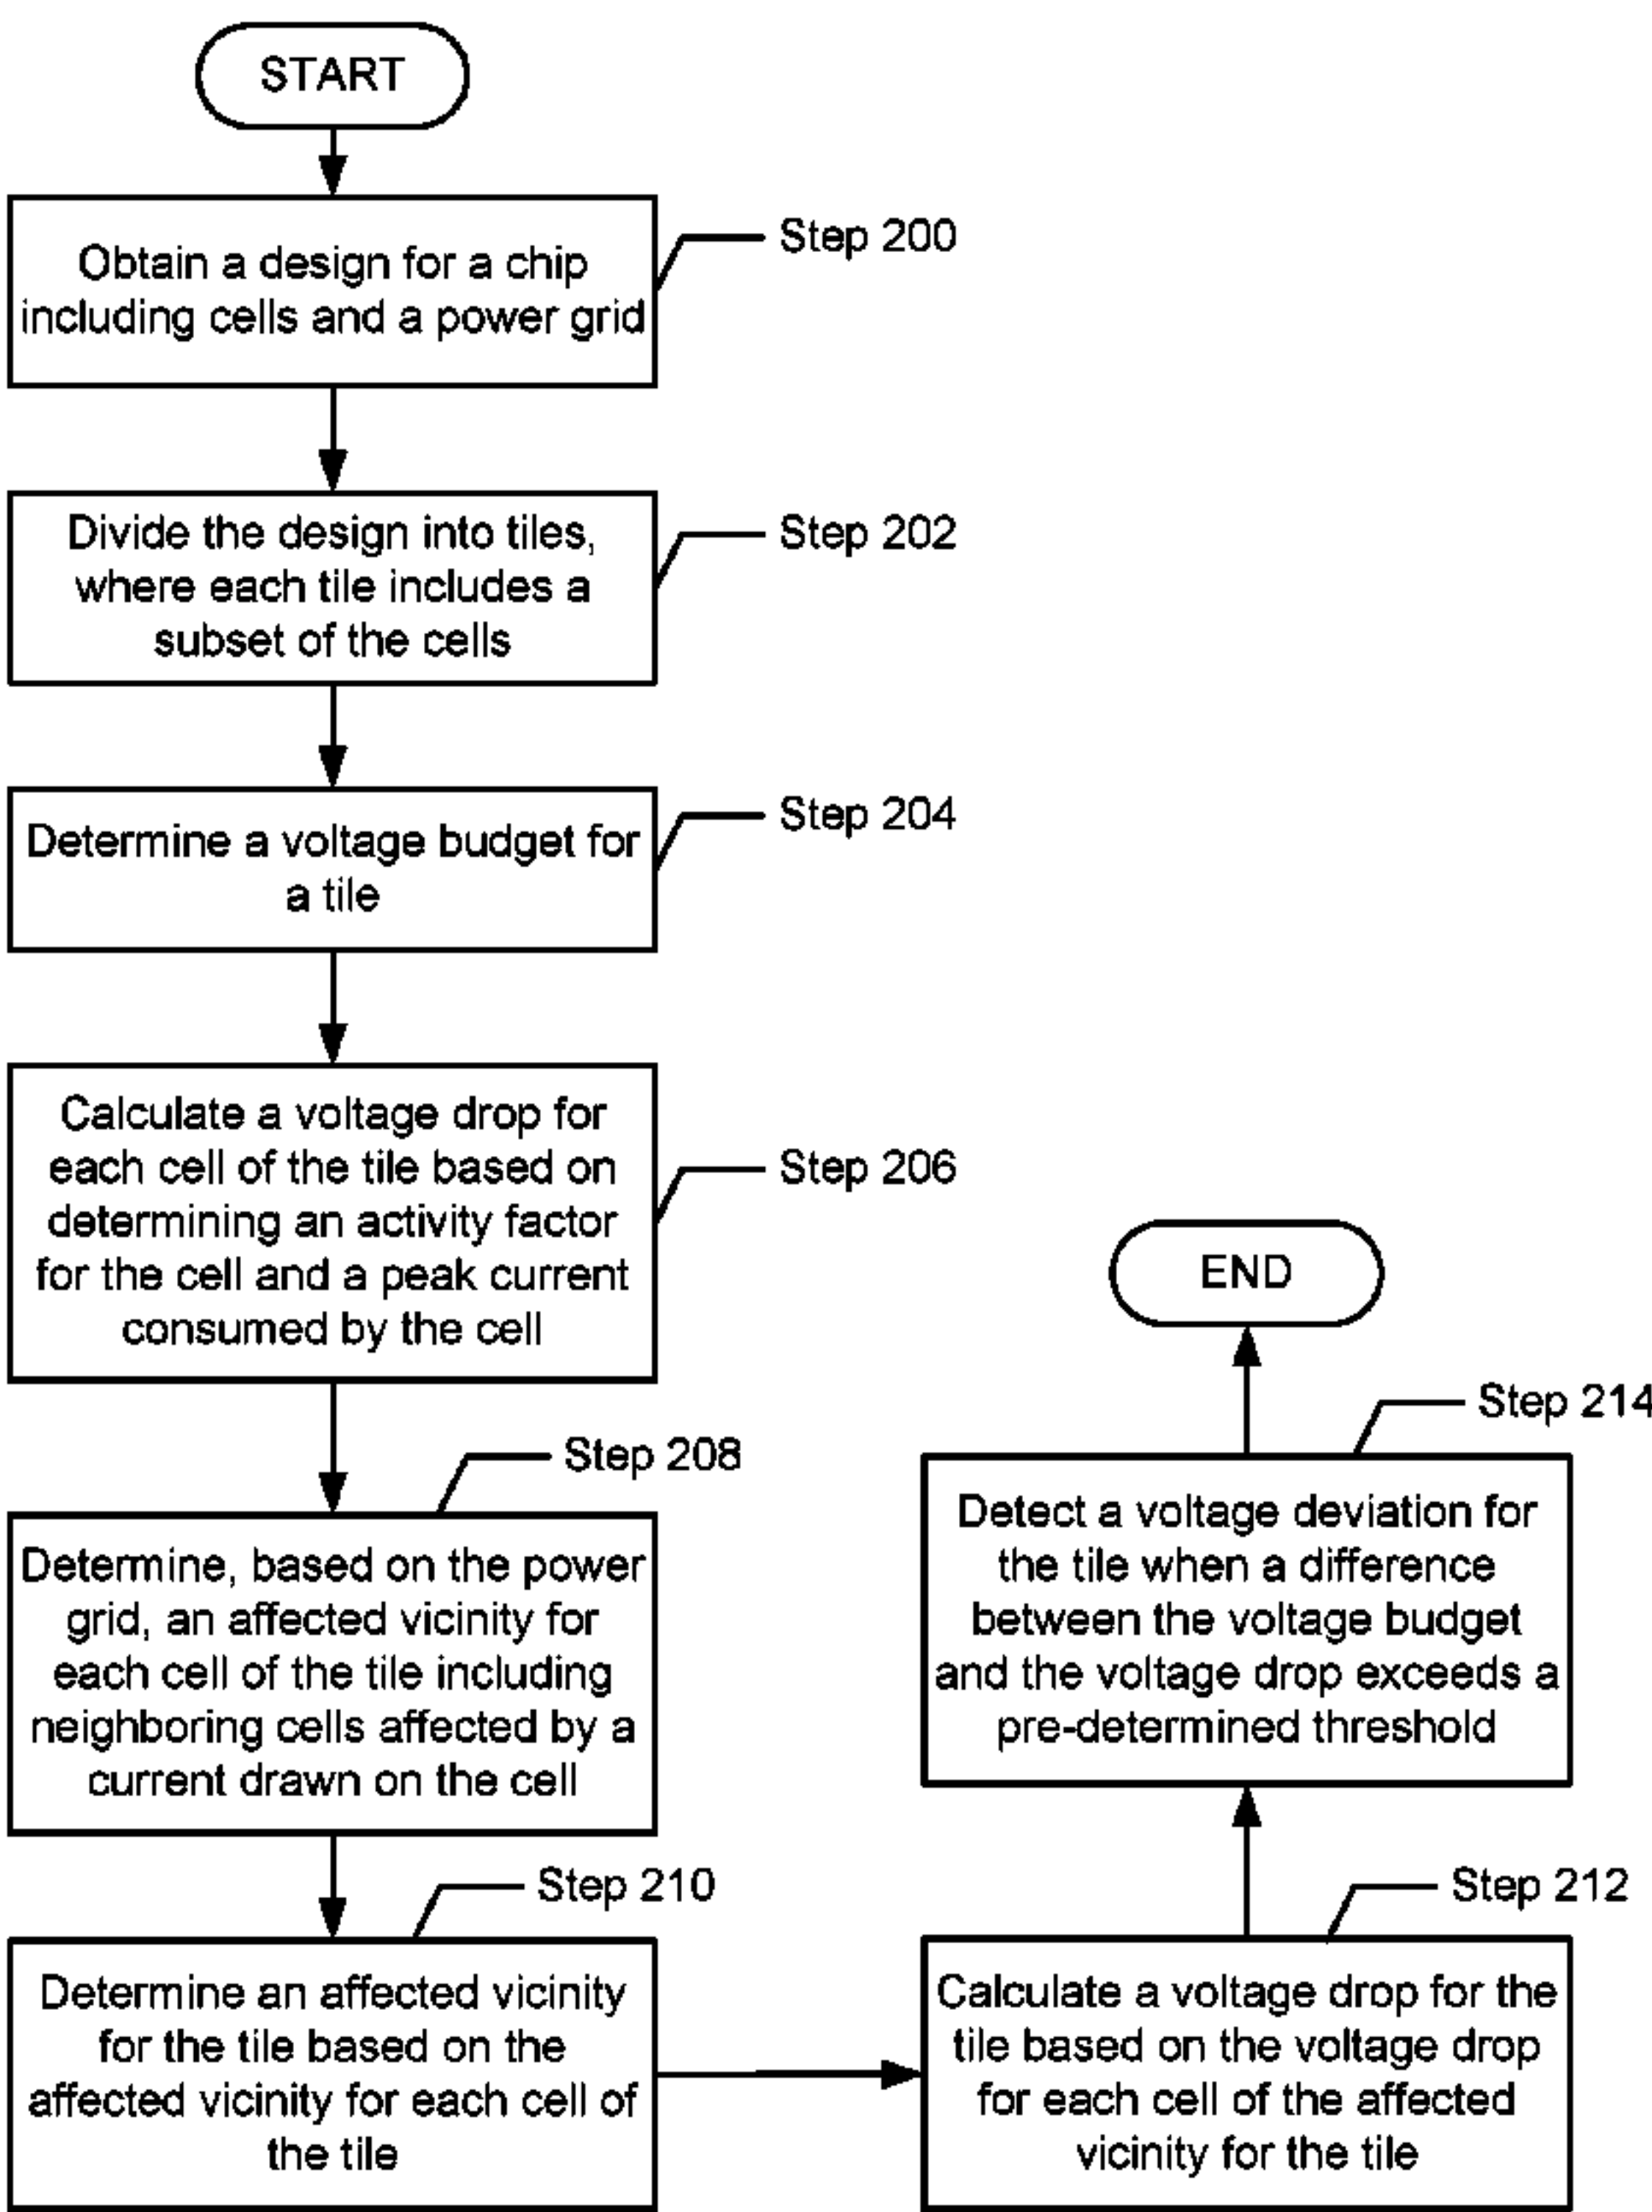 START
Obtain a design for a chip
including cells and a power grid
Step 200
Divide the design into tiles,
where each tile includes a
subset of the cells
Step 202
Determine a voltage budget for
a tile
Step 204
Calculate a voltage drop for
each cell of the tile based on
determining an activity factor
for the cell and a peak current
consumed by the cell
Step 206
Step 208
Determine, based on the power
grid, an affected vicinity for
each cell of the tile including
neighboring cells affected by a
current drawn on the cell
Step 210
Determine an affected vicinity
for the tile based on the
affected vicinity for each cell of
the tile
Step 212
Calculate a voltage drop for the
tile based on the voltage drop
for each cell of the affected
vicinity for the tile
Step 214
Detect a voltage deviation for
the tile when a difference
between the voltage budget
and the voltage drop exceeds a
pre-determined threshold
END